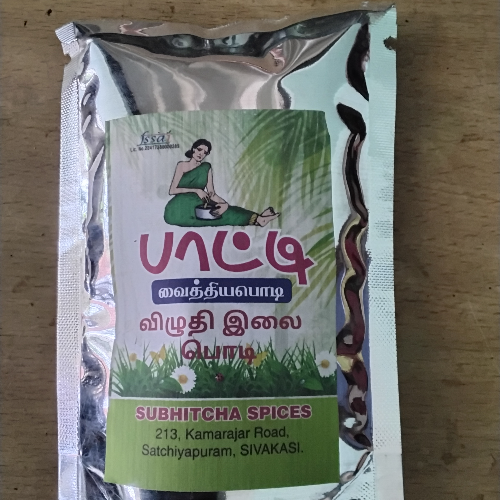 fssai
பாட்டி
வைத்தியபொடி
விழுதி இலை
பொடி
SUBHITCHA SPICES
213, Kamarajar Road,
Satchiyapuram, SIVAKASI.